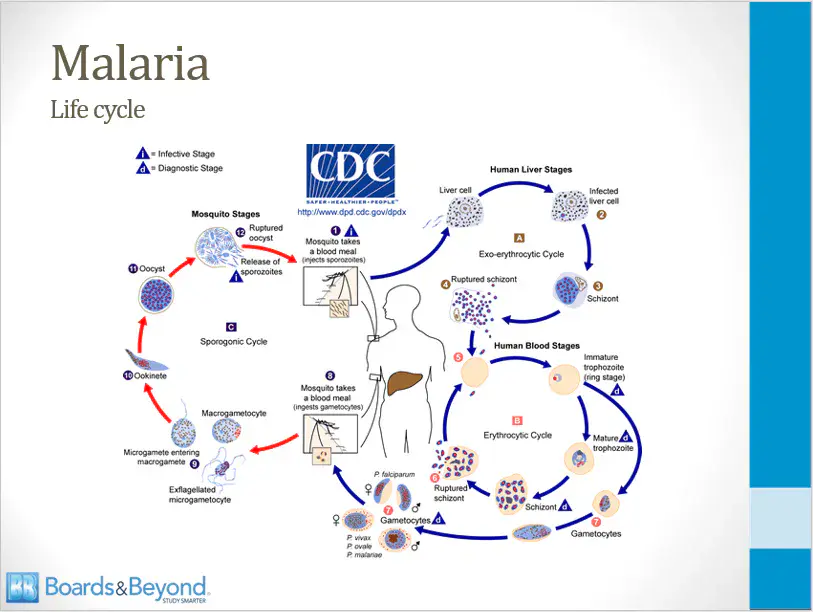 Malaria
Life cycle
i = Infective Stage
d = Diagnostic Stage
CDC
SAFER • HEALTHIER • PEOPLE™
http://www.dpd.cdc.gov/dpdx
Human Liver Stages
Liver cell
Infected
liver cell
2
A
Exo-erythrocytic Cycle
3
Schizont
4 Ruptured schizont
Mosquito Stages
12 Ruptured
oocyst
Release of
sporozoites
i
11 Oocyst
C
Sporogonic Cycle
10 Ookinete
Macrogametocyte
Microgamete entering
macrogamete 9
Exflagellated
microgametocyte
1 i
Mosquito takes
a blood meal
(injects sporozoites)
8
Mosquito takes
a blood meal
(ingests gametocytes)
Human Blood Stages
5
Immature
trophozoite
(ring stage)
d
B
Erythrocytic Cycle
Mature d
trophozoite
6
Ruptured
schizont
Schizont d
7
Gametocytes
P. falciparum
♀
7 ♂
Gametocytes d
♀
P. vivax
P. ovale
P. malariae
♂
BB Boards&Beyond.
STUDY SMARTER